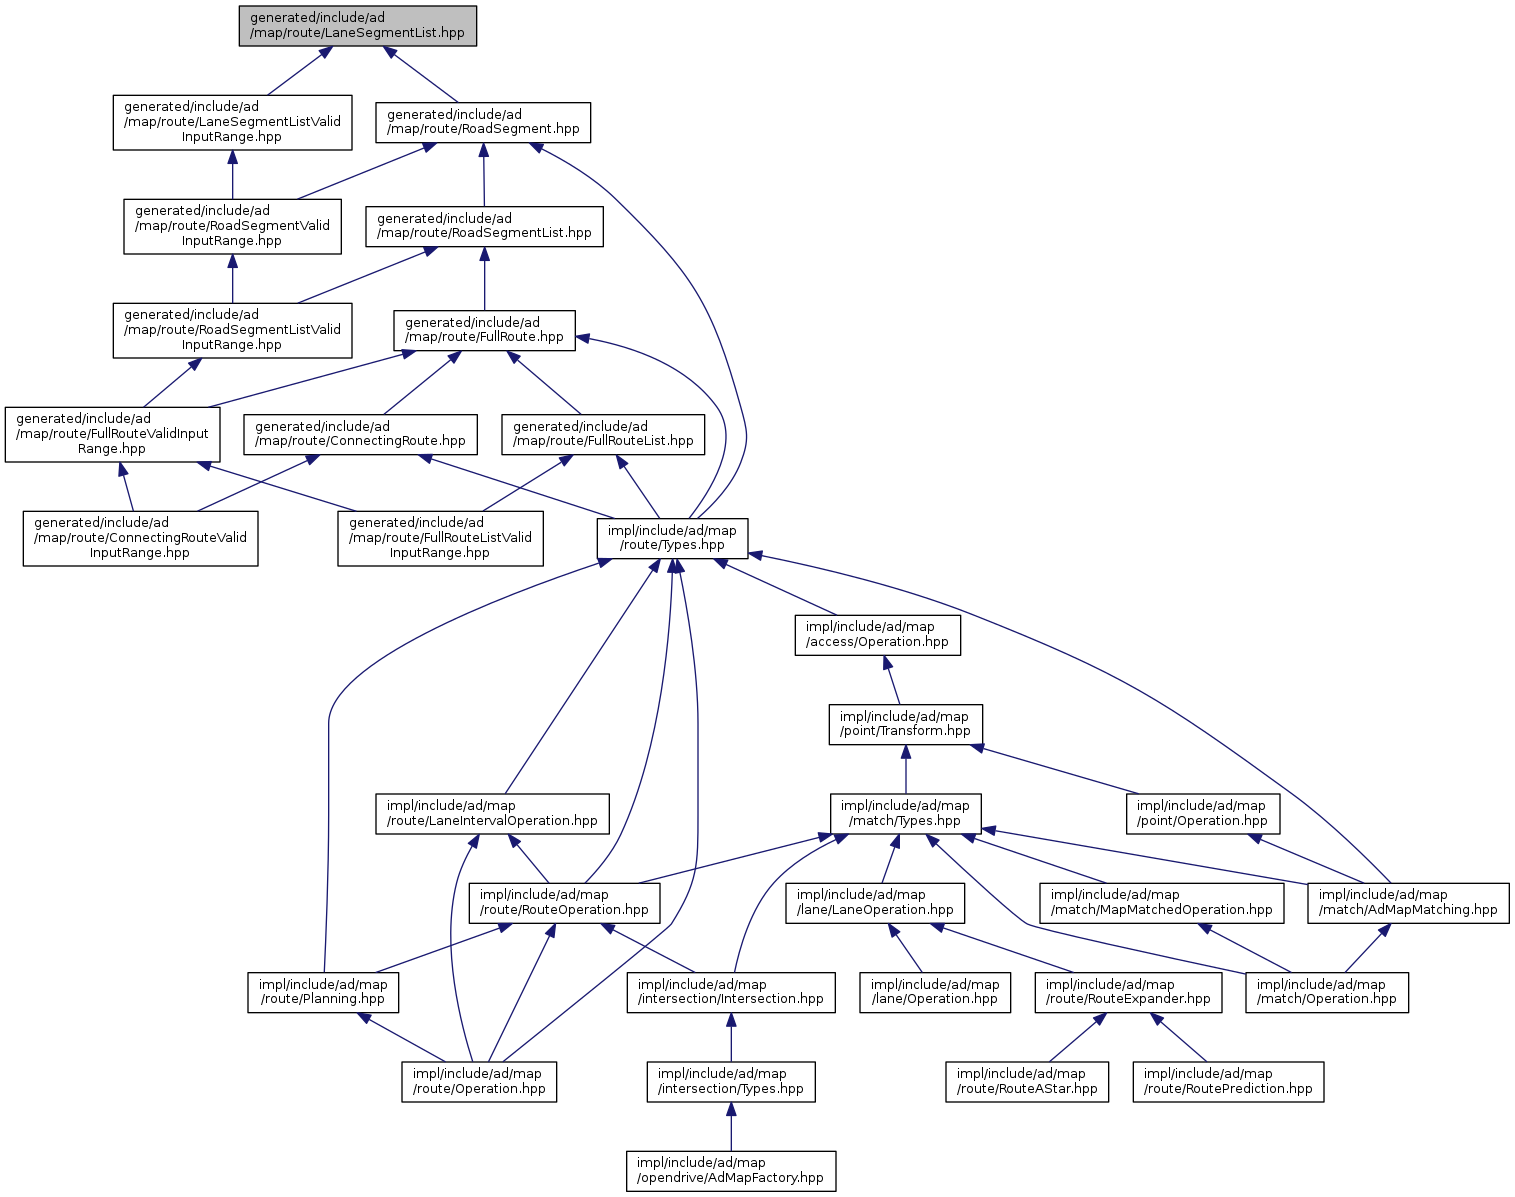 generated/include/ad
/map/route/LaneSegmentList.hpp
generated/include/ad
/map/route/LaneSegmentListValid
InputRange.hpp
generated/include/ad
/map/route/RoadSegment.hpp
generated/include/ad
/map/route/RoadSegmentValid
InputRange.hpp
generated/include/ad
/map/route/RoadSegmentList.hpp
generated/include/ad
/map/route/RoadSegmentListValid
InputRange.hpp
generated/include/ad
/map/route/FullRoute.hpp
generated/include/ad
/map/route/FullRouteValidInput
Range.hpp
generated/include/ad
/map/route/ConnectingRoute.hpp
generated/include/ad
/map/route/FullRouteList.hpp
generated/include/ad
/map/route/ConnectingRouteValid
InputRange.hpp
generated/include/ad
/map/route/FullRouteListValid
InputRange.hpp
impl/include/ad/map
/route/Types.hpp
impl/include/ad/map
/access/Operation.hpp
impl/include/ad/map
/point/Transform.hpp
impl/include/ad/map
/route/LaneIntervalOperation.hpp
impl/include/ad/map
/match/Types.hpp
impl/include/ad/map
/point/Operation.hpp
impl/include/ad/map
/route/RouteOperation.hpp
impl/include/ad/map
/lane/LaneOperation.hpp
impl/include/ad/map
/match/MapMatchedOperation.hpp
impl/include/ad/map
/match/AdMapMatching.hpp
impl/include/ad/map
/route/Planning.hpp
impl/include/ad/map
/intersection/Intersection.hpp
impl/include/ad/map
/lane/Operation.hpp
impl/include/ad/map
/route/RouteExpander.hpp
impl/include/ad/map
/match/Operation.hpp
impl/include/ad/map
/route/Operation.hpp
impl/include/ad/map
/intersection/Types.hpp
impl/include/ad/map
/route/RouteAStar.hpp
impl/include/ad/map
/route/RoutePrediction.hpp
impl/include/ad/map
/opendrive/AdMapFactory.hpp